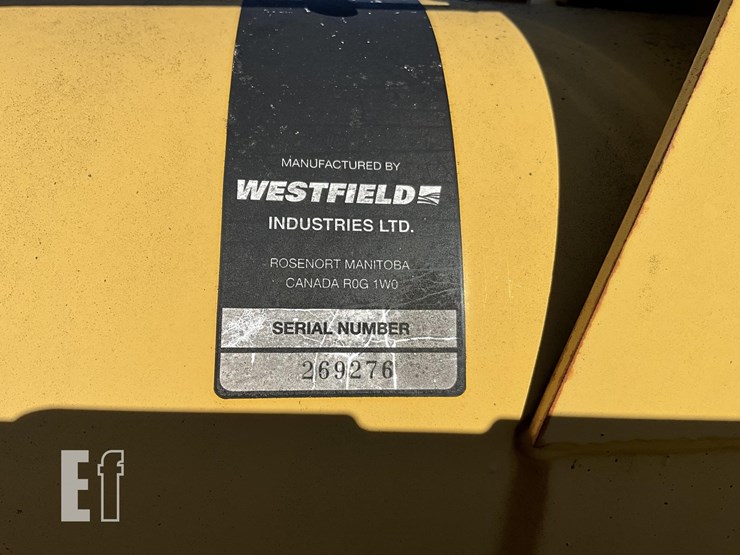 MANUFACTURED BY
WESTFIELD
INDUSTRIES LTD.
ROSENORT MANITOBA
CANADA R0G 1W0
SERIAL NUMBER
269276
Ef